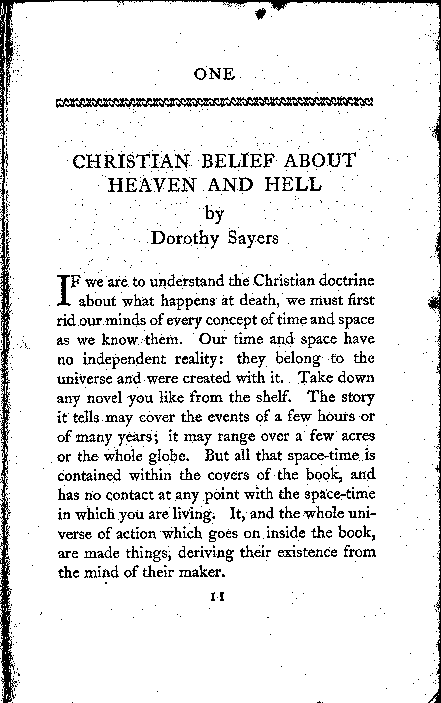 ONE
CHRISTIAN BELIEF ABOUT
HEAVEN AND HELL
by
Dorothy Sayers
IF we are to understand the Christian doctrine
about what happens at death, we must first
rid our minds of every concept of time and space
as we know them. Our time and space have
no independent reality: they belong to the
universe and were created with it. Take down
any novel you like from the shelf. The story
it tells may cover the events of a few hours or
of many years; it may range over a few acres
or the whole globe. But all that space-time is
contained within the covers of the book, and
has no contact at any point with the space-time
in which you are living. It, and the whole uni-
verse of action which goes on inside the book,
are made things, deriving their existence from
the mind of their maker.
11